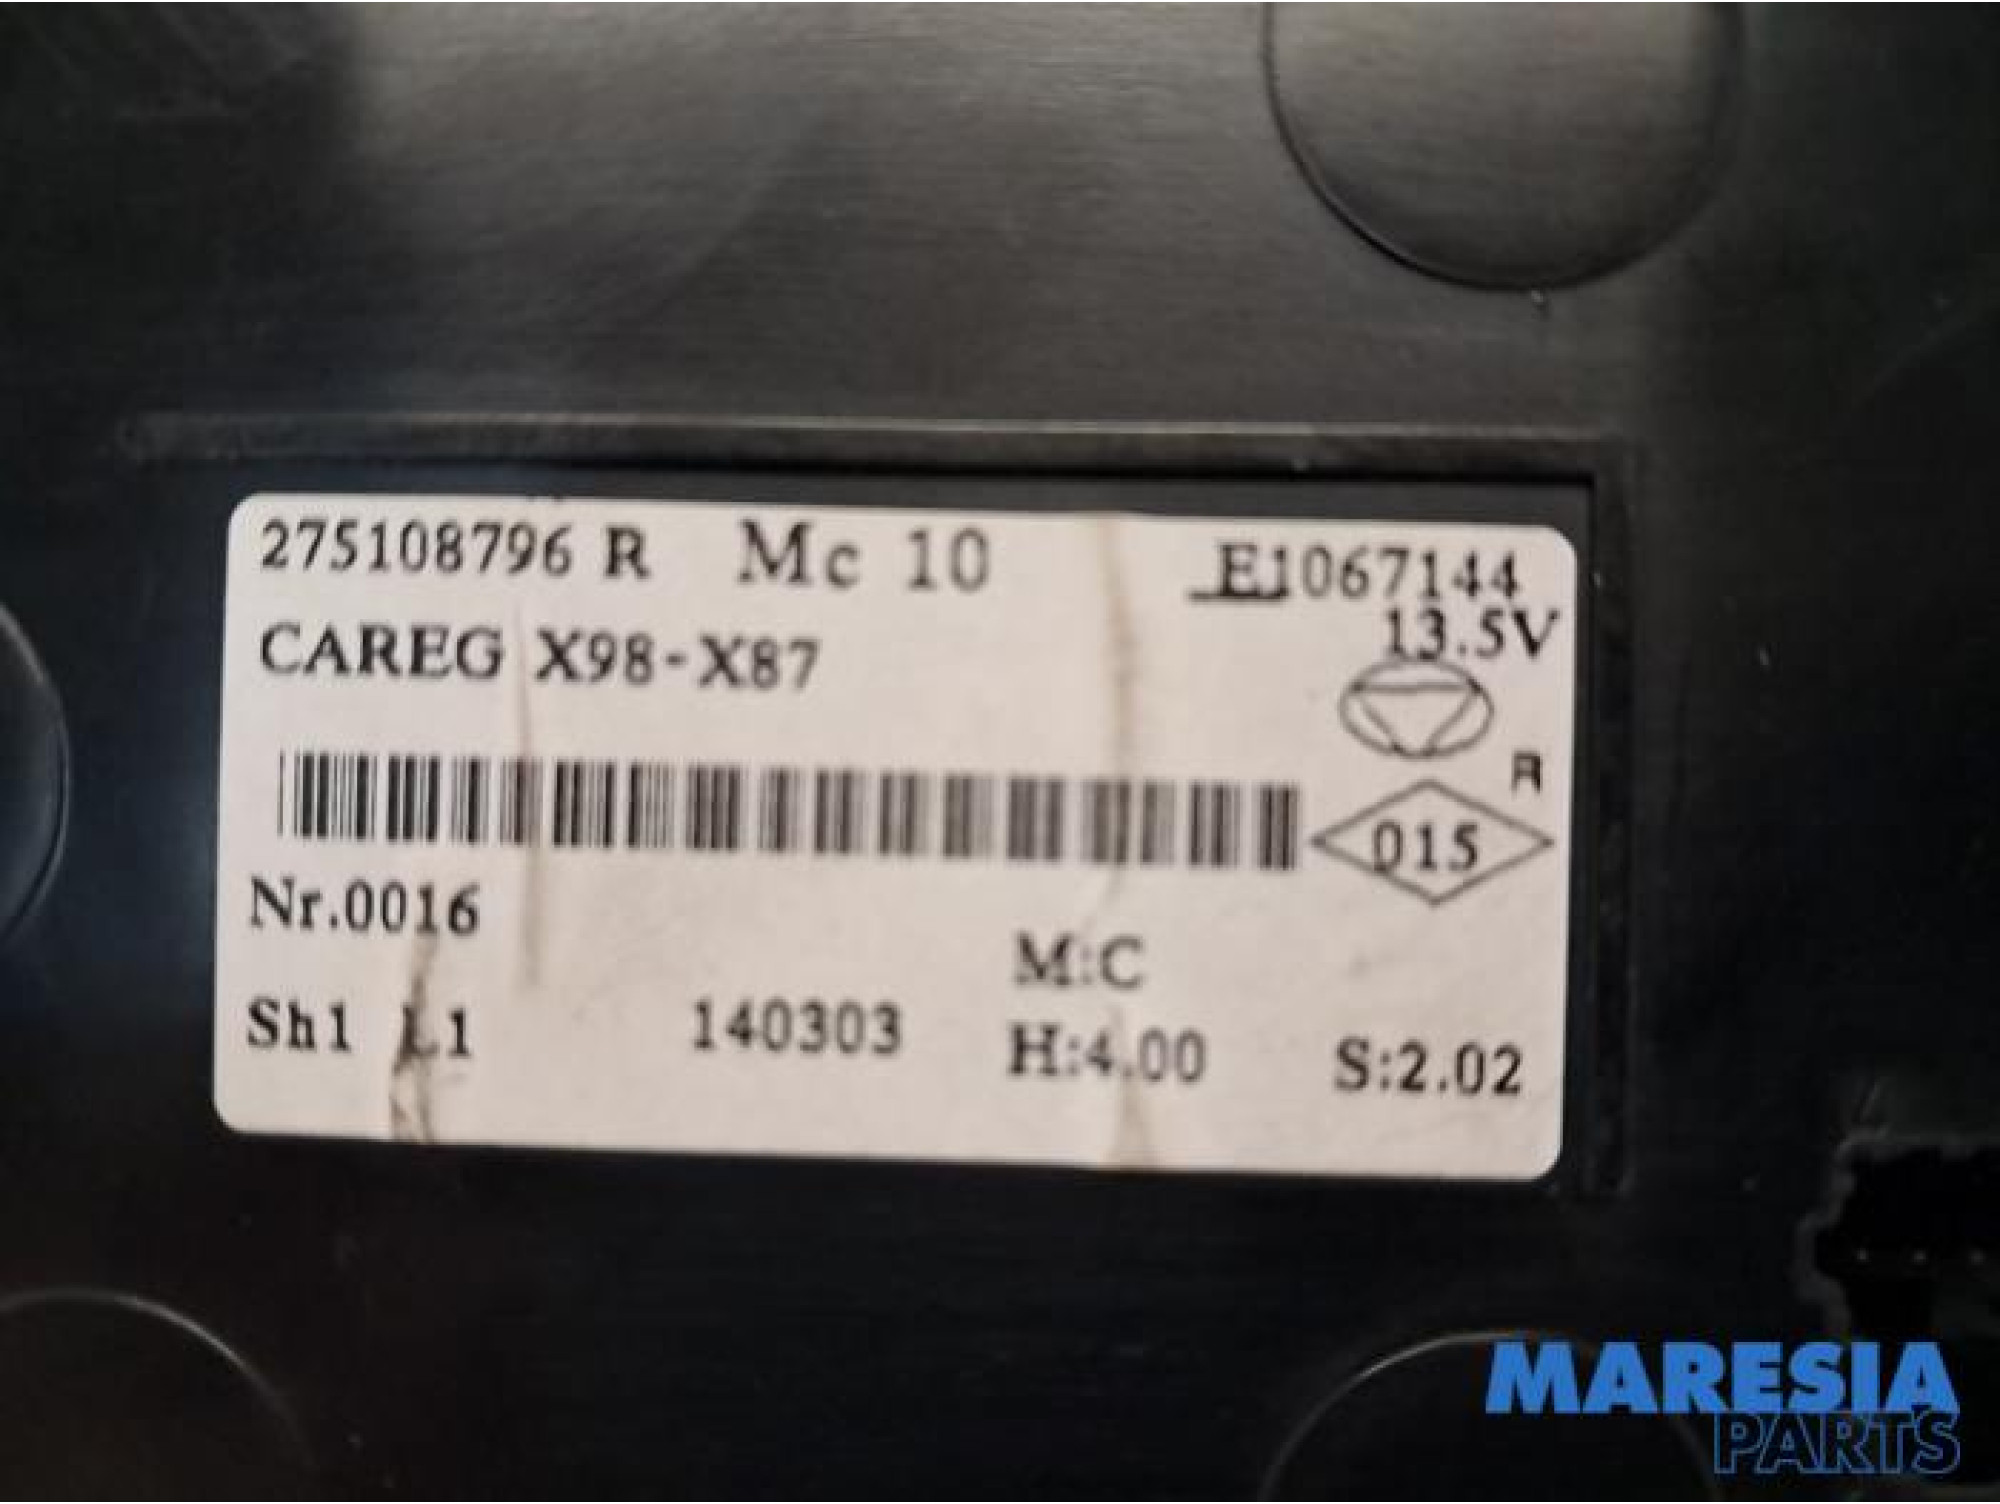 275108796 R Mc 10 E1067144
13.5V
CAREG X98-X87
R
015
Nr.0016
M:C
Sh1 L1 140303 H:4.00 S:2.02
MARESIA
PARTS